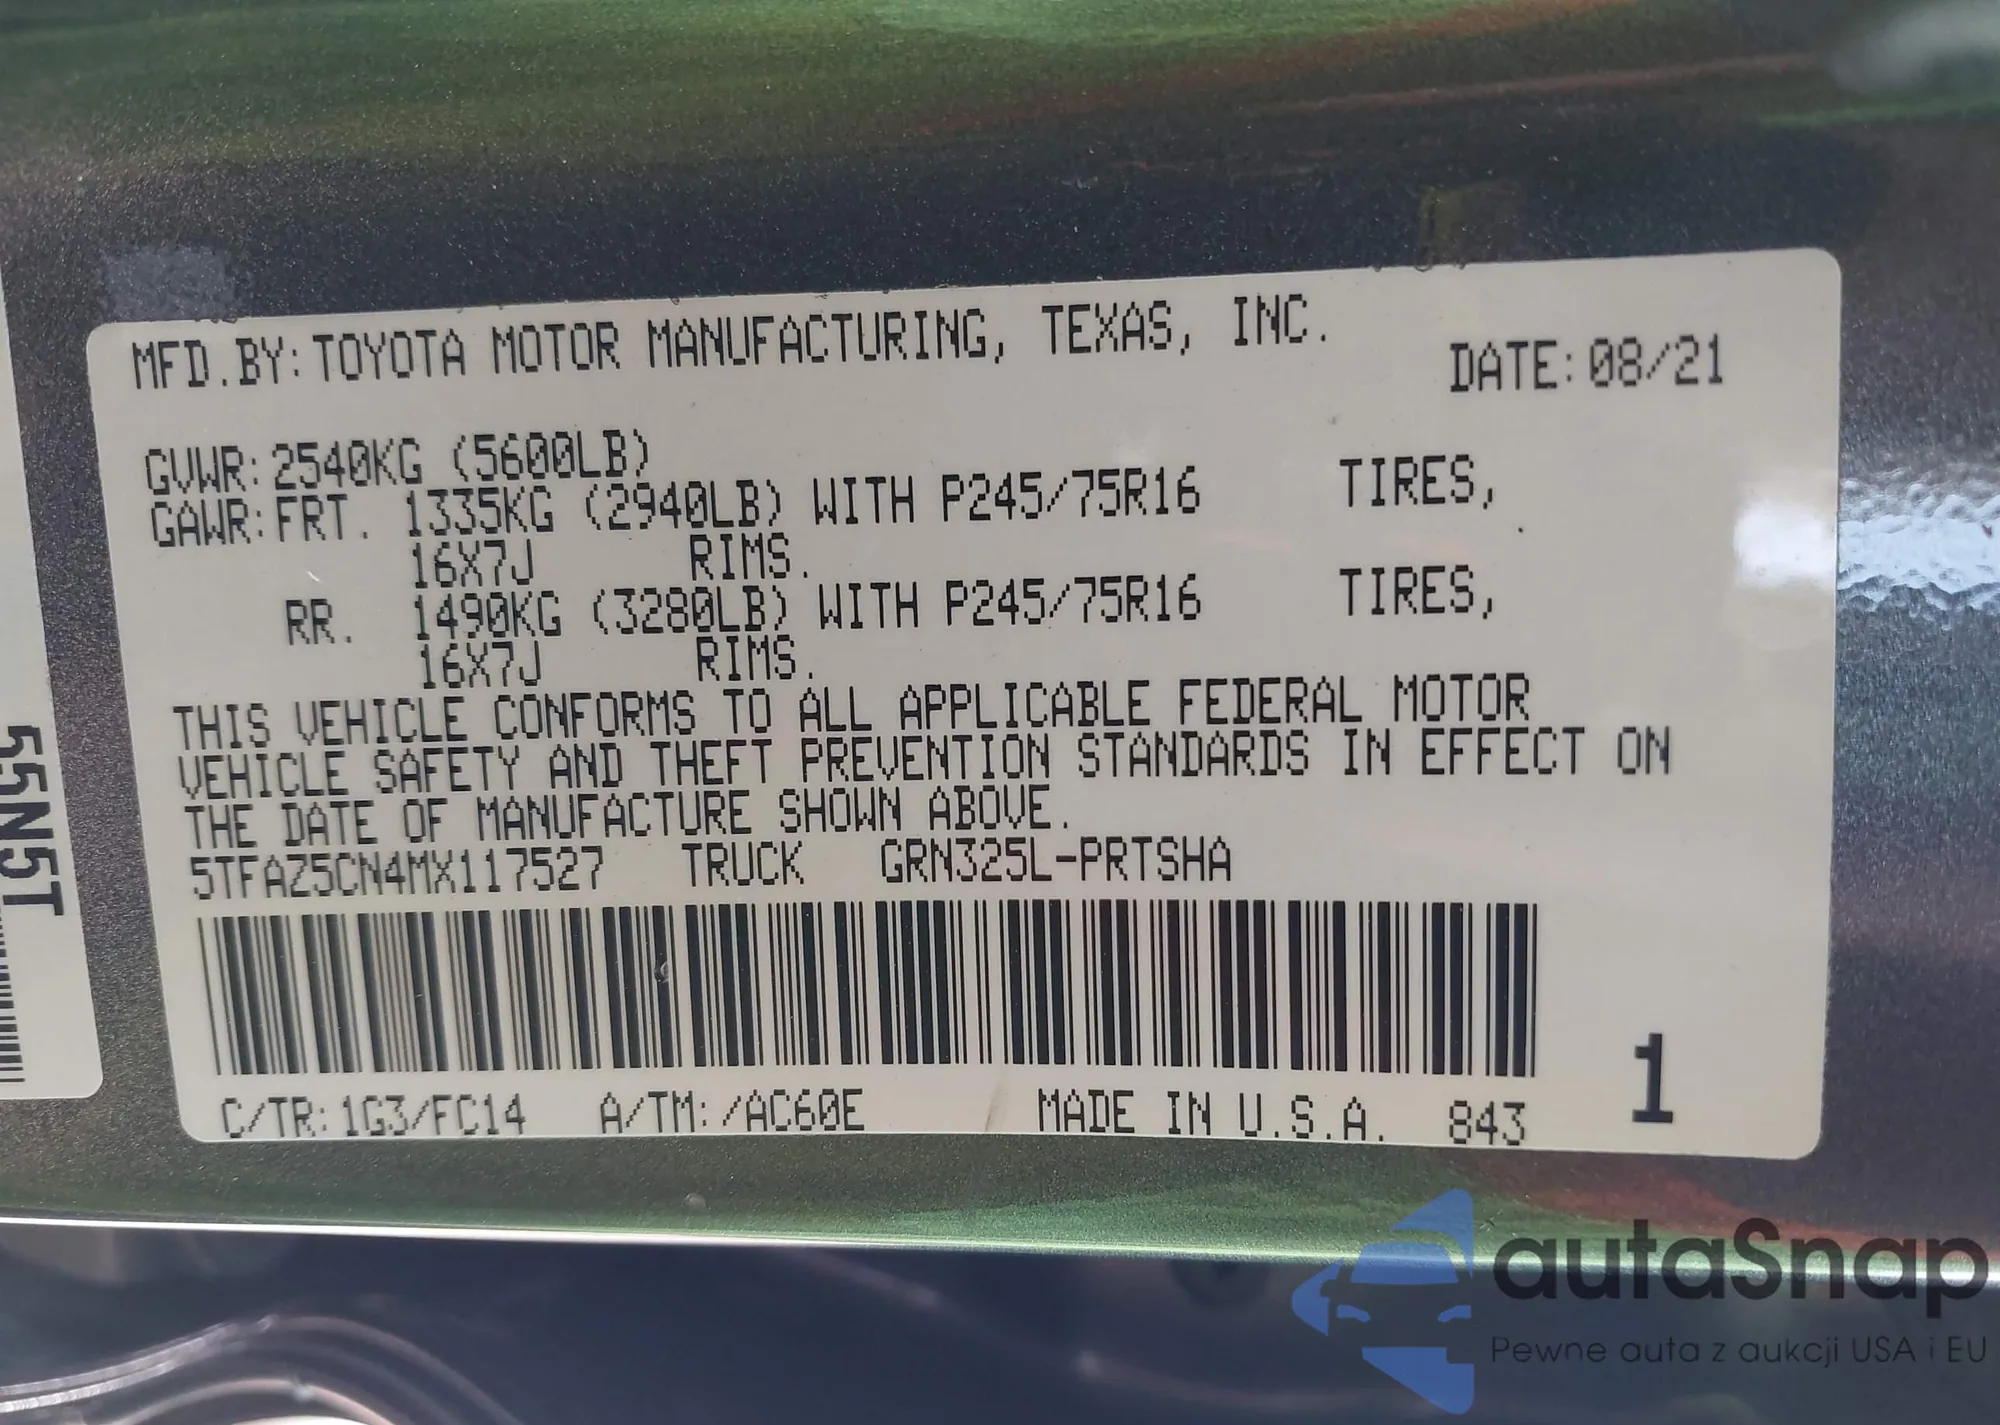 MFD.BY:TOYOTA MOTOR MANUFACTURING, TEXAS, INC.
DATE:08/21
GVWR:2540KG (5600LB)
GAWR:FRT. 1335KG (2940LB) WITH P245/75R16 TIRES,
16X7J RIMS.
RR. 1490KG (3280LB) WITH P245/75R16 TIRES,
16X7J RIMS.
THIS VEHICLE CONFORMS TO ALL APPLICABLE FEDERAL MOTOR
VEHICLE SAFETY AND THEFT PREVENTION STANDARDS IN EFFECT ON
THE DATE OF MANUFACTURE SHOWN ABOVE.
5TFAZ5CN4MX117527 TRUCK GRN325L-PRTSHA
1
C/TR:1G3/FC14 A/TM:/AC60E MADE IN U.S.A. 843
55N5T
autaSnap
Pewne auta z aukcji USA i EU